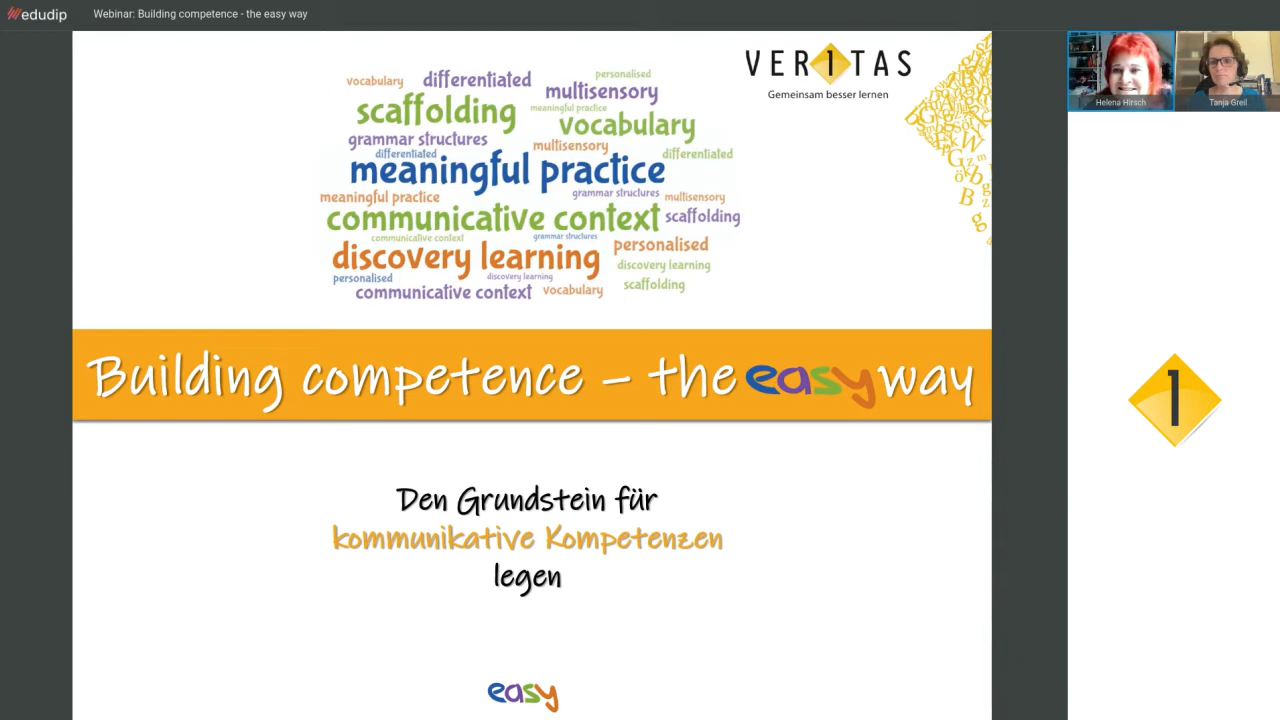 edudip
Webinar: Building competence - the easy way
VERITAS
Gemeinsam besser lernen
vocabulary differentiated personalised
scaffolding multisensory
meaningful practice
vocabulary
grammar structures multisensory
differentiated differentiated
meaningful practice
meaningful practice grammar structures multisensory
communicative context scaffolding
communicative context grammar structures
discovery learning personalised
discovery learning
personalised discovery learning
communicative context vocabulary scaffolding
Helena Hirsch
Tanja Greil
Building competence – the easy way
1
Den Grundstein für
kommunikative Kompetenzen
legen
easy